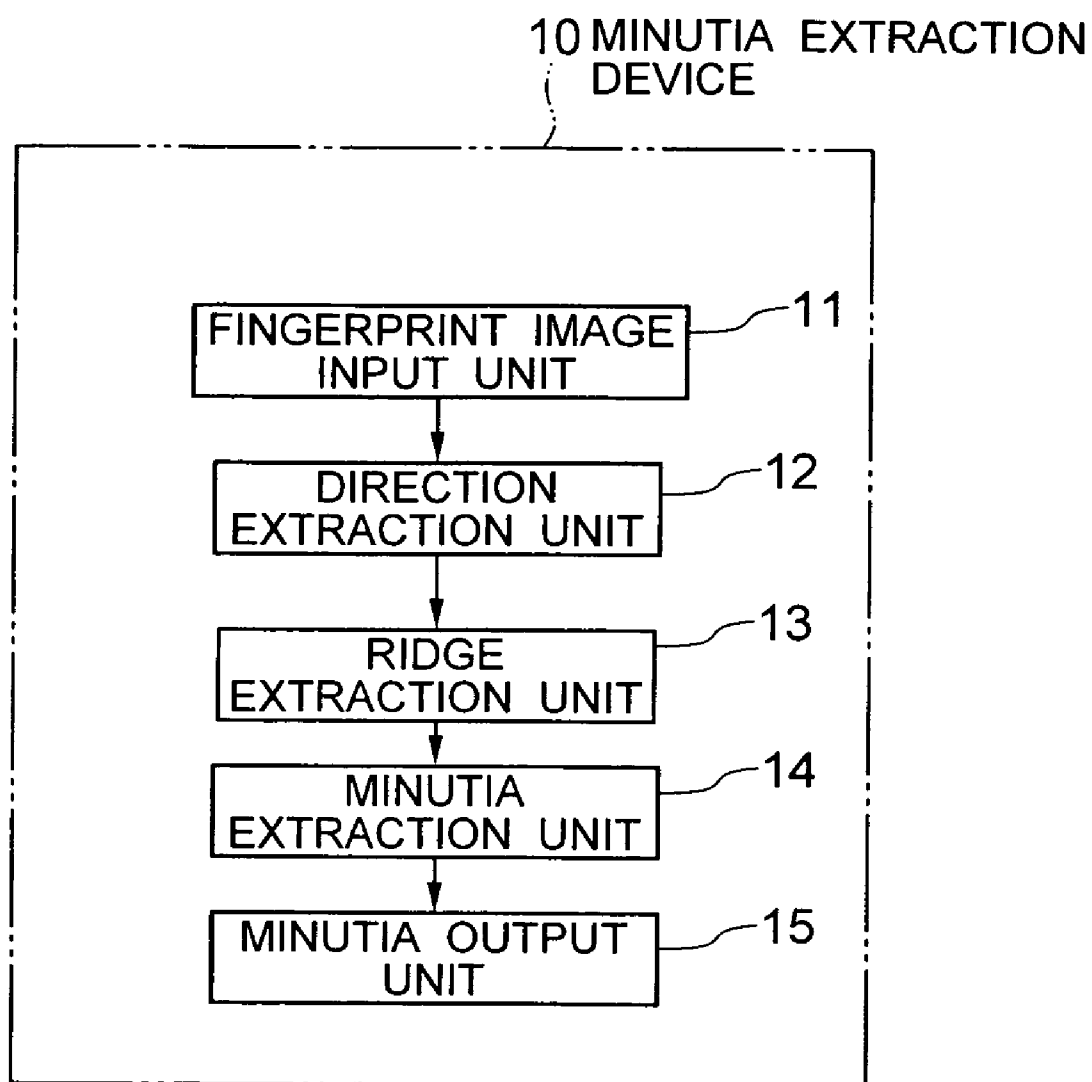 10 MINUTIA EXTRACTION
DEVICE
FINGERPRINT IMAGE
INPUT UNIT
11
DIRECTION
EXTRACTION UNIT
12
RIDGE
EXTRACTION UNIT
13
MINUTIA
EXTRACTION UNIT
14
MINUTIA OUTPUT
UNIT
15